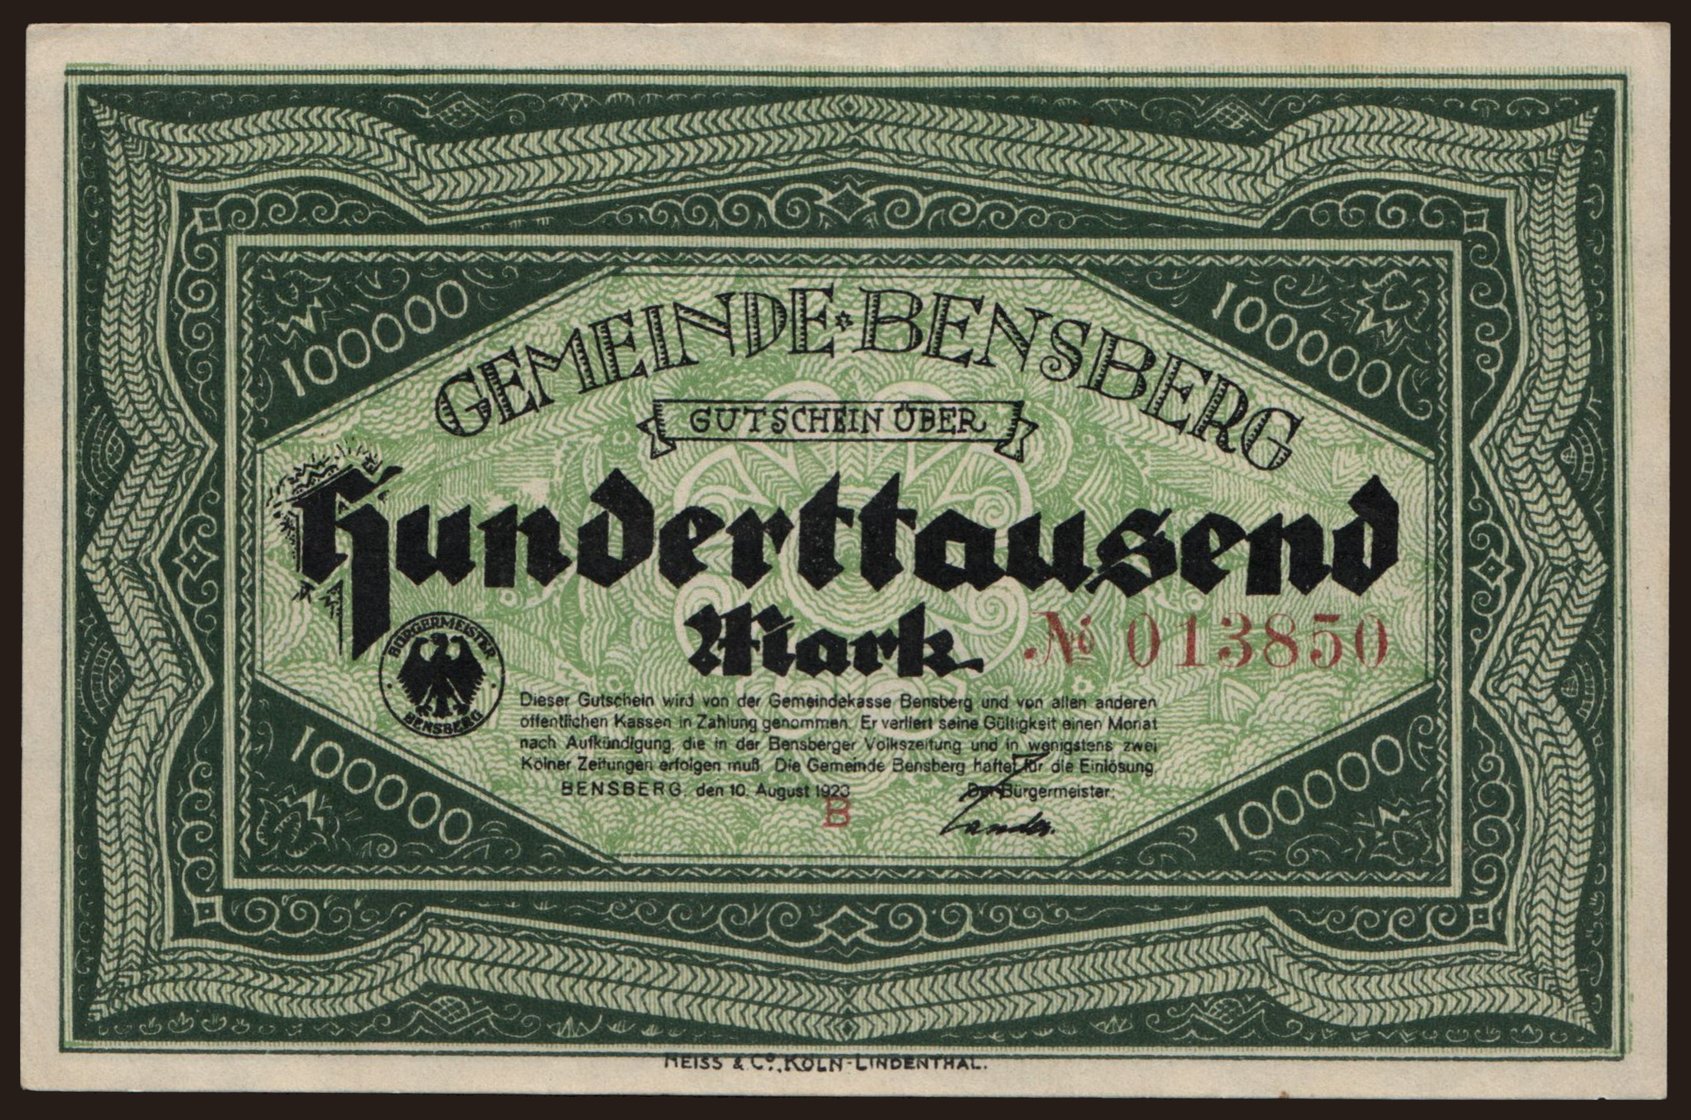 100000
100000
GEMEINDE * BENSBERG
GUTSCHEIN ÜBER
Hunderttausend
Mark
№ 013850
BÜRGERMEISTER
BENSBERG
Dieser Gutschein wird von der Gemeindekasse Bensberg und von allen anderen
öffentlichen Kassen in Zahlung genommen. Er verliert seine Gültigkeit einen Monat
nach Aufkündigung, die in der Bensberger Volkszeitung und in wenigstens zwei
Kölner Zeitungen erfolgen muß. Die Gemeinde Bensberg haftet für die Einlösung.
BENSBERG, den 10. August 1923
Der Bürgermeister:
B
100000
100000
HEISS & Co., KÖLN-LINDENTHAL.